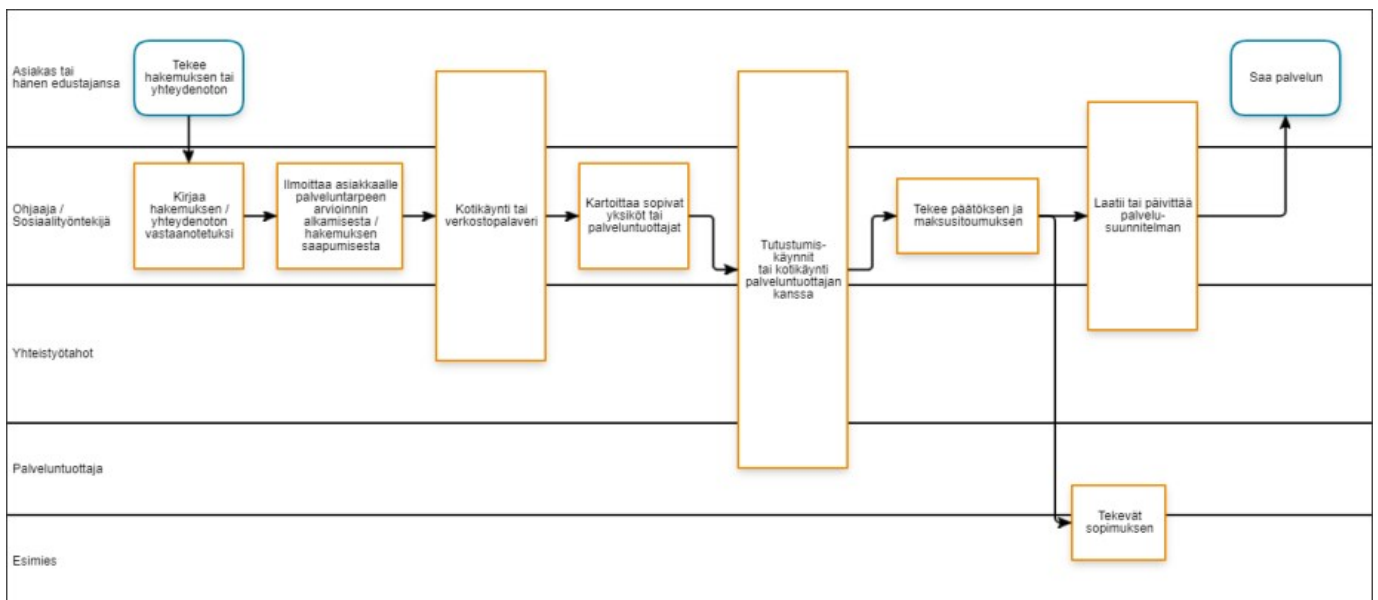 Asiakas tai
hänen edustajansa
Tekee
hakemuksen tai
yhteydenoton
Saa palvelun
Ohjaaja /
Sosiaalityöntekijä
Kirjaa
hakemuksen /
yhteydenoton
vastaanotetuksi
Ilmoittaa asiakkaalle
palveluntarpeen
arvioinnin
alkamisesta /
hakemuksen
saapumisesta
Kotikäynti tai
verkostopalaveri
Kartoittaa sopivat
yksiköt tai
palveluntuottajat
Tutustumis-
käynnit
tai kotikäynti
palveluntuottajan
kanssa
Tekee päätöksen ja
maksusitoumuksen
Laatii tai päivittää
palvelu-
suunnitelman
Yhteistyötahot
Palveluntuottaja
Tekevät
sopimuksen
Esimies